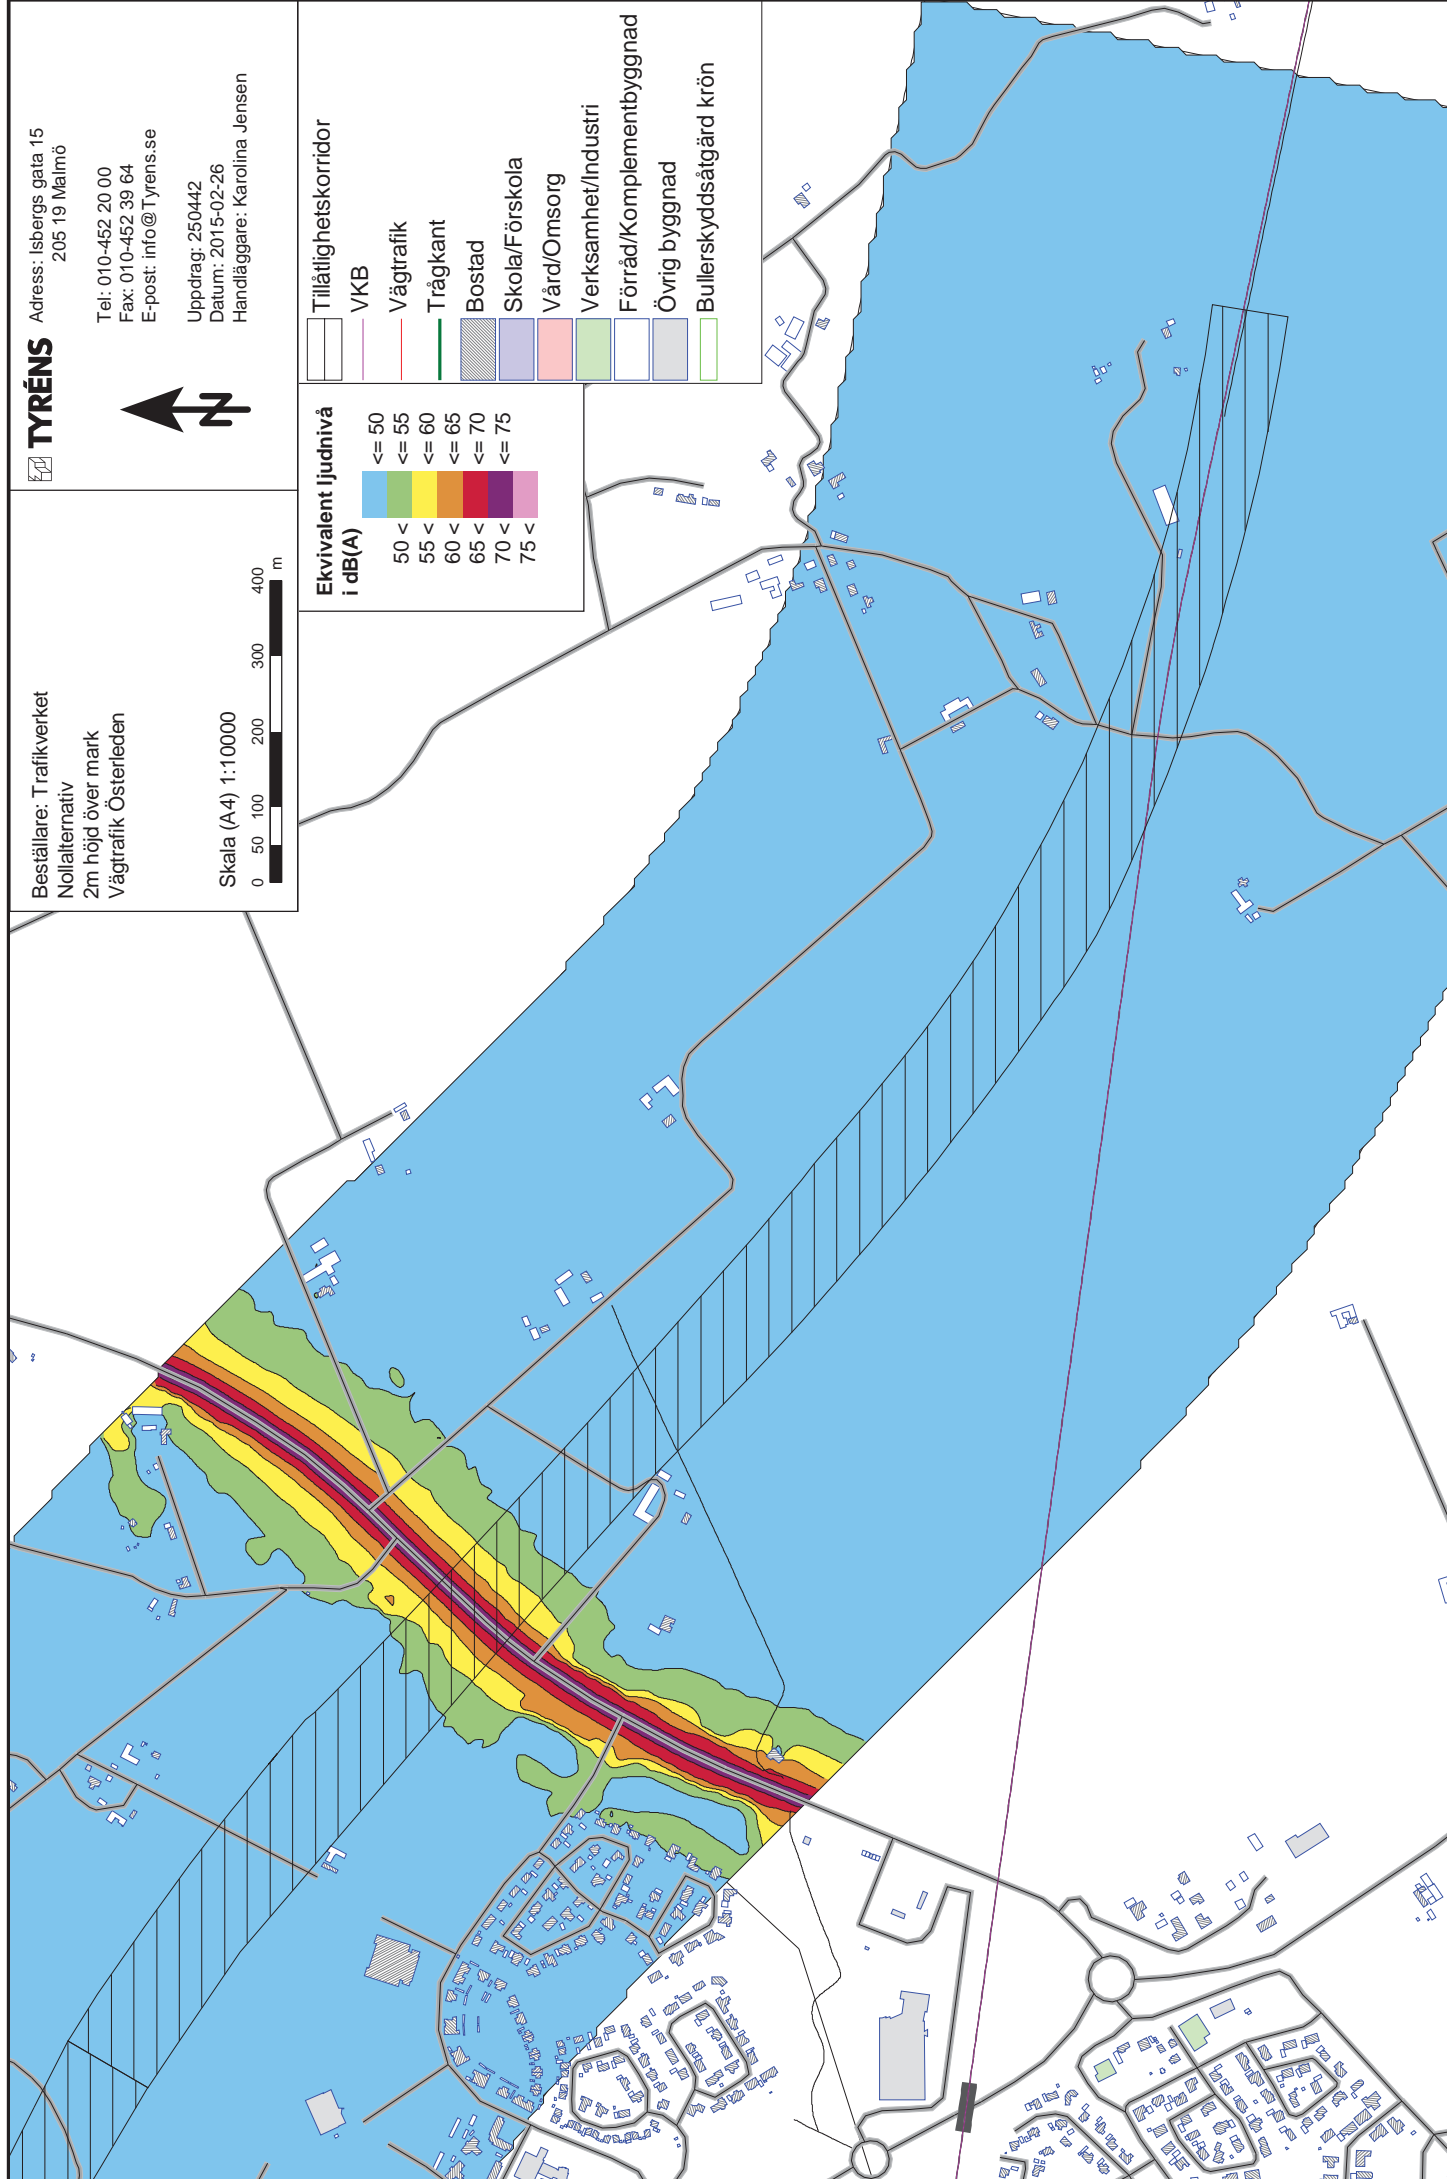 Beställare: Trafikverket
Nollalternativ
2m höjd över mark
Vägtrafik Österleden
Skala (A4) 1:10000
0 50 100 200 300 400
m
TYRÉNS
Adress: Isbergs gata 15
205 19 Malmö
Tel: 010-452 20 00
Fax: 010-452 39 64
E-post: info@Tyrens.se
Uppdrag: 250442
Datum: 2015-02-26
Handläggare: Karolina Jensen
N
Ekvivalent ljudnivå
i dB(A)
<= 50
50 < <= 55
55 < <= 60
60 < <= 65
65 < <= 70
70 < <= 75
75 <
Tillåtlighetskorridor
VKB
Vägtrafik
Trågkant
Bostad
Skola/Förskola
Vård/Omsorg
Verksamhet/Industri
Förråd/Komplementbyggnad
Övrig byggnad
Bullerskyddsåtgärd krön